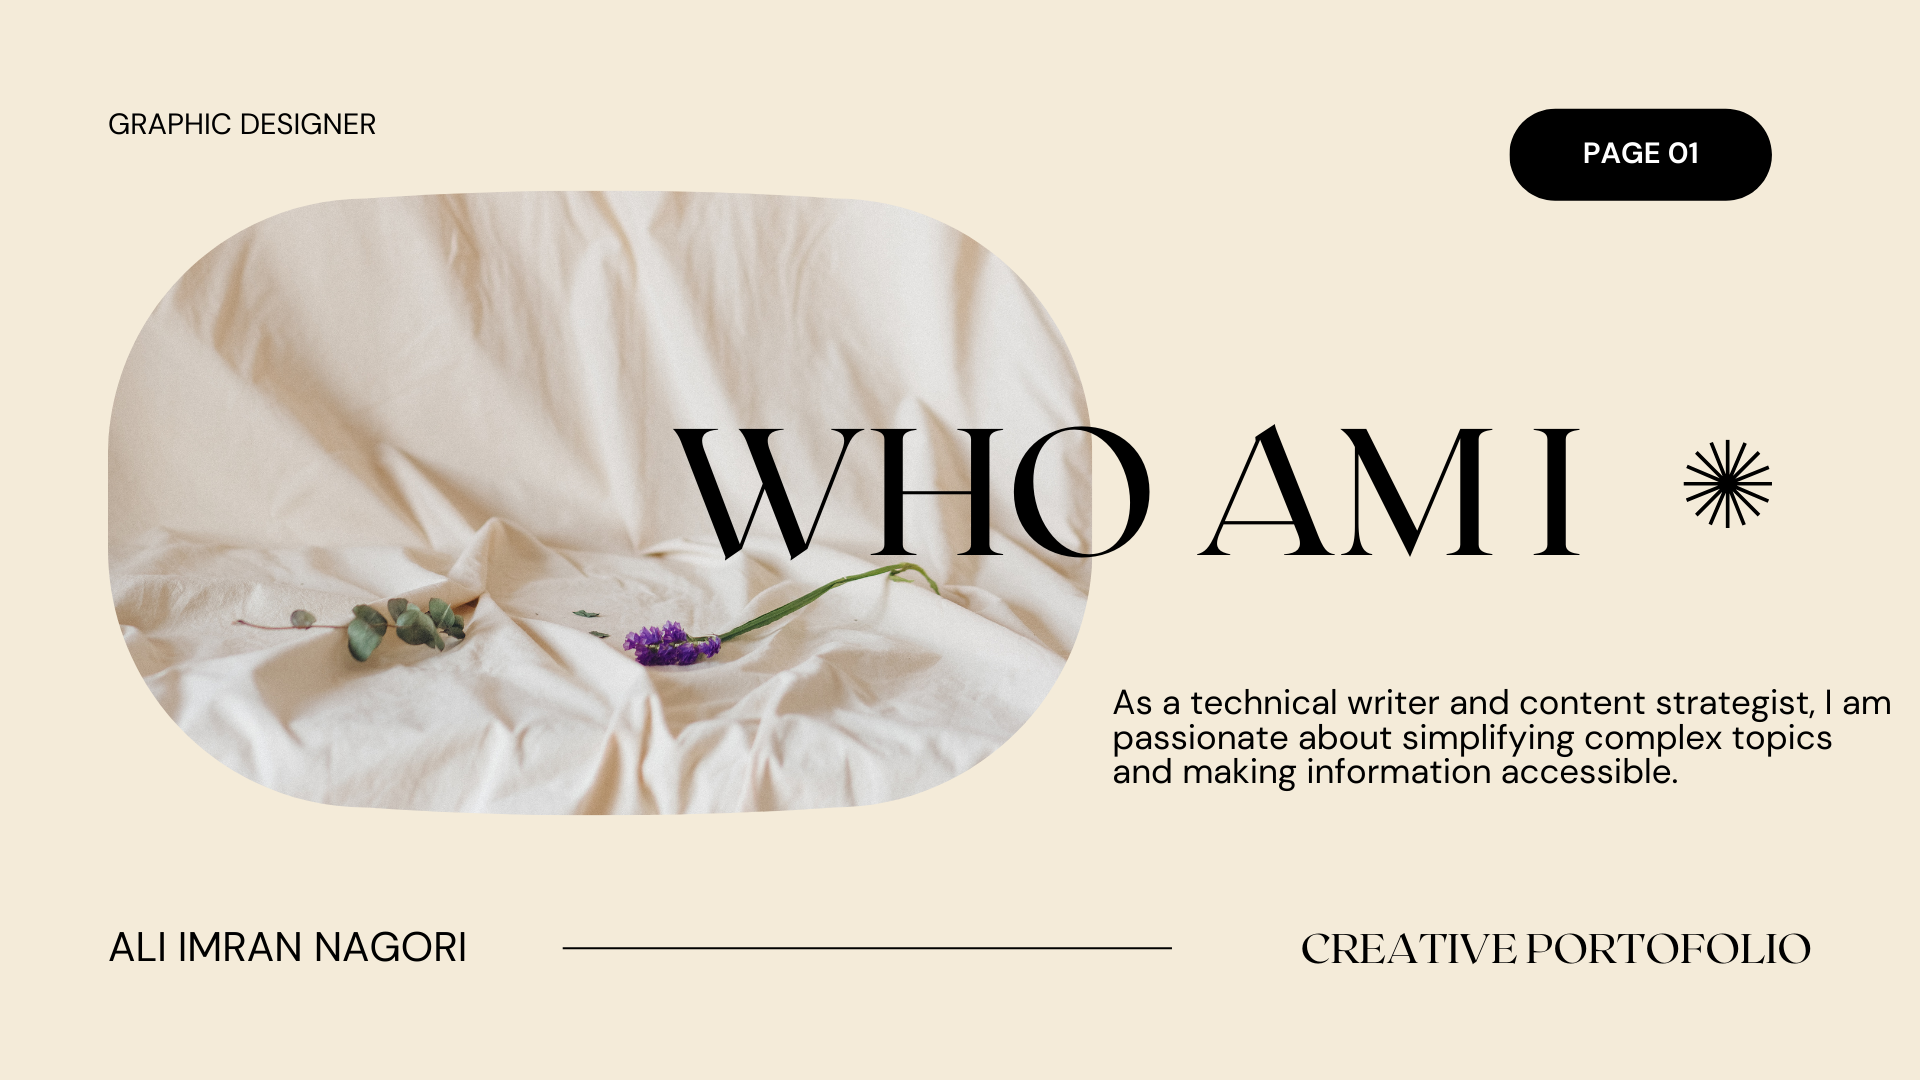 GRAPHIC DESIGNER
PAGE 01
WHO AM I
As a technical writer and content strategist, I am
passionate about simplifying complex topics
and making information accessible.
ALI IMRAN NAGORI
CREATIVE PORTOFOLIO